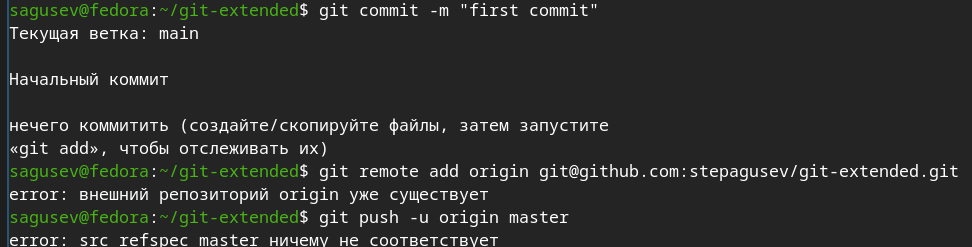 sagusev@fedora:~/git-extended$ git commit -m "first commit"
Текущая ветка: main
Начальный коммит
нечего коммитить (создайте/скопируйте файлы, затем запустите
«git add», чтобы отслеживать их)
sagusev@fedora:~/git-extended$ git remote add origin git@github.com:stepagusev/git-extended.git
error: внешний репозиторий origin уже существует
sagusev@fedora:~/git-extended$ git push -u origin master
error: src refspec master ничему не соответствует